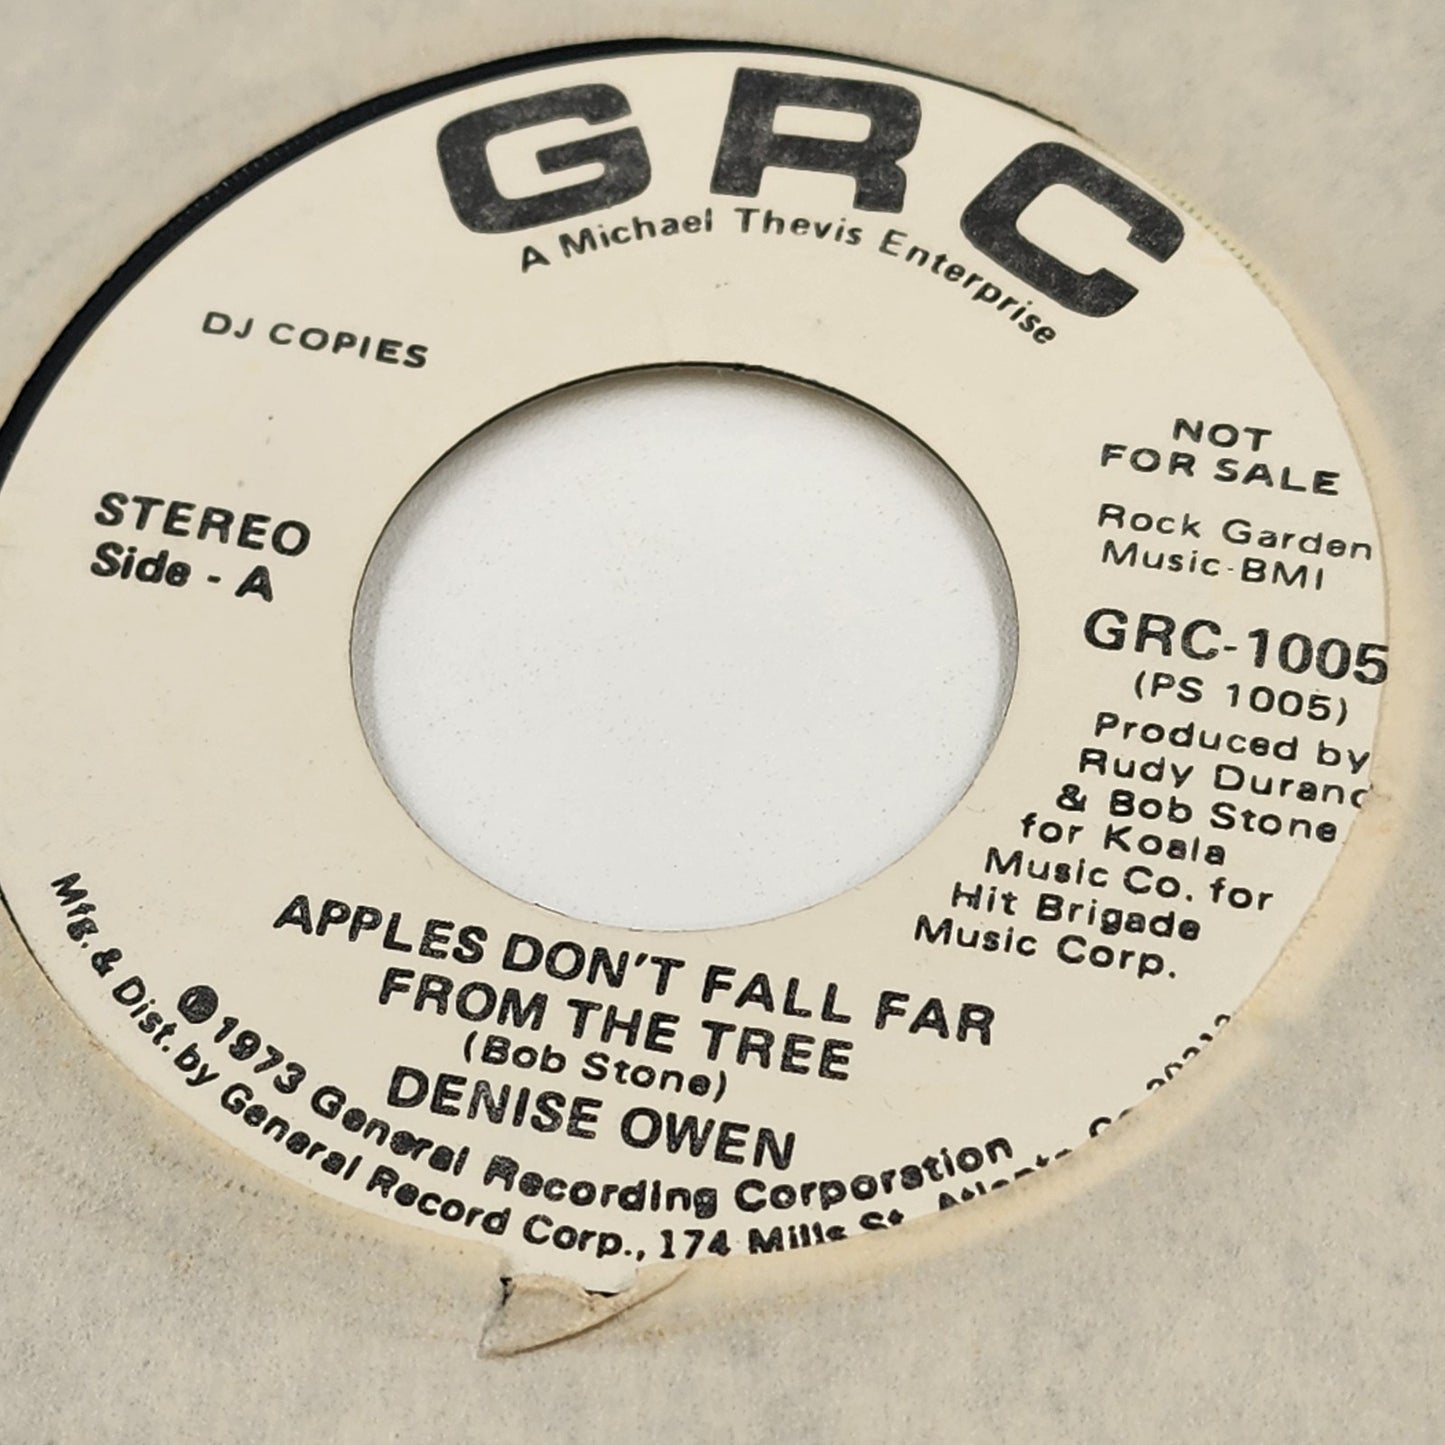 GRC
A Michael Thevis Enterprise
DJ COPIES
STEREO
Side - A
NOT
FOR SALE
Rock Garden
Music-BMI
GRC-1005
(PS 1005)
Produced by
Rudy Durand
& Bob Stone
for Koala
Music Co. for
Hit Brigade
Music Corp.
APPLES DON'T FALL FAR
FROM THE TREE
(Bob Stone)
DENISE OWEN
Ⓟ1973 General Recording Corporation
Mfg. & Dist. by General Record Corp., 174 Mills St. Atlanta